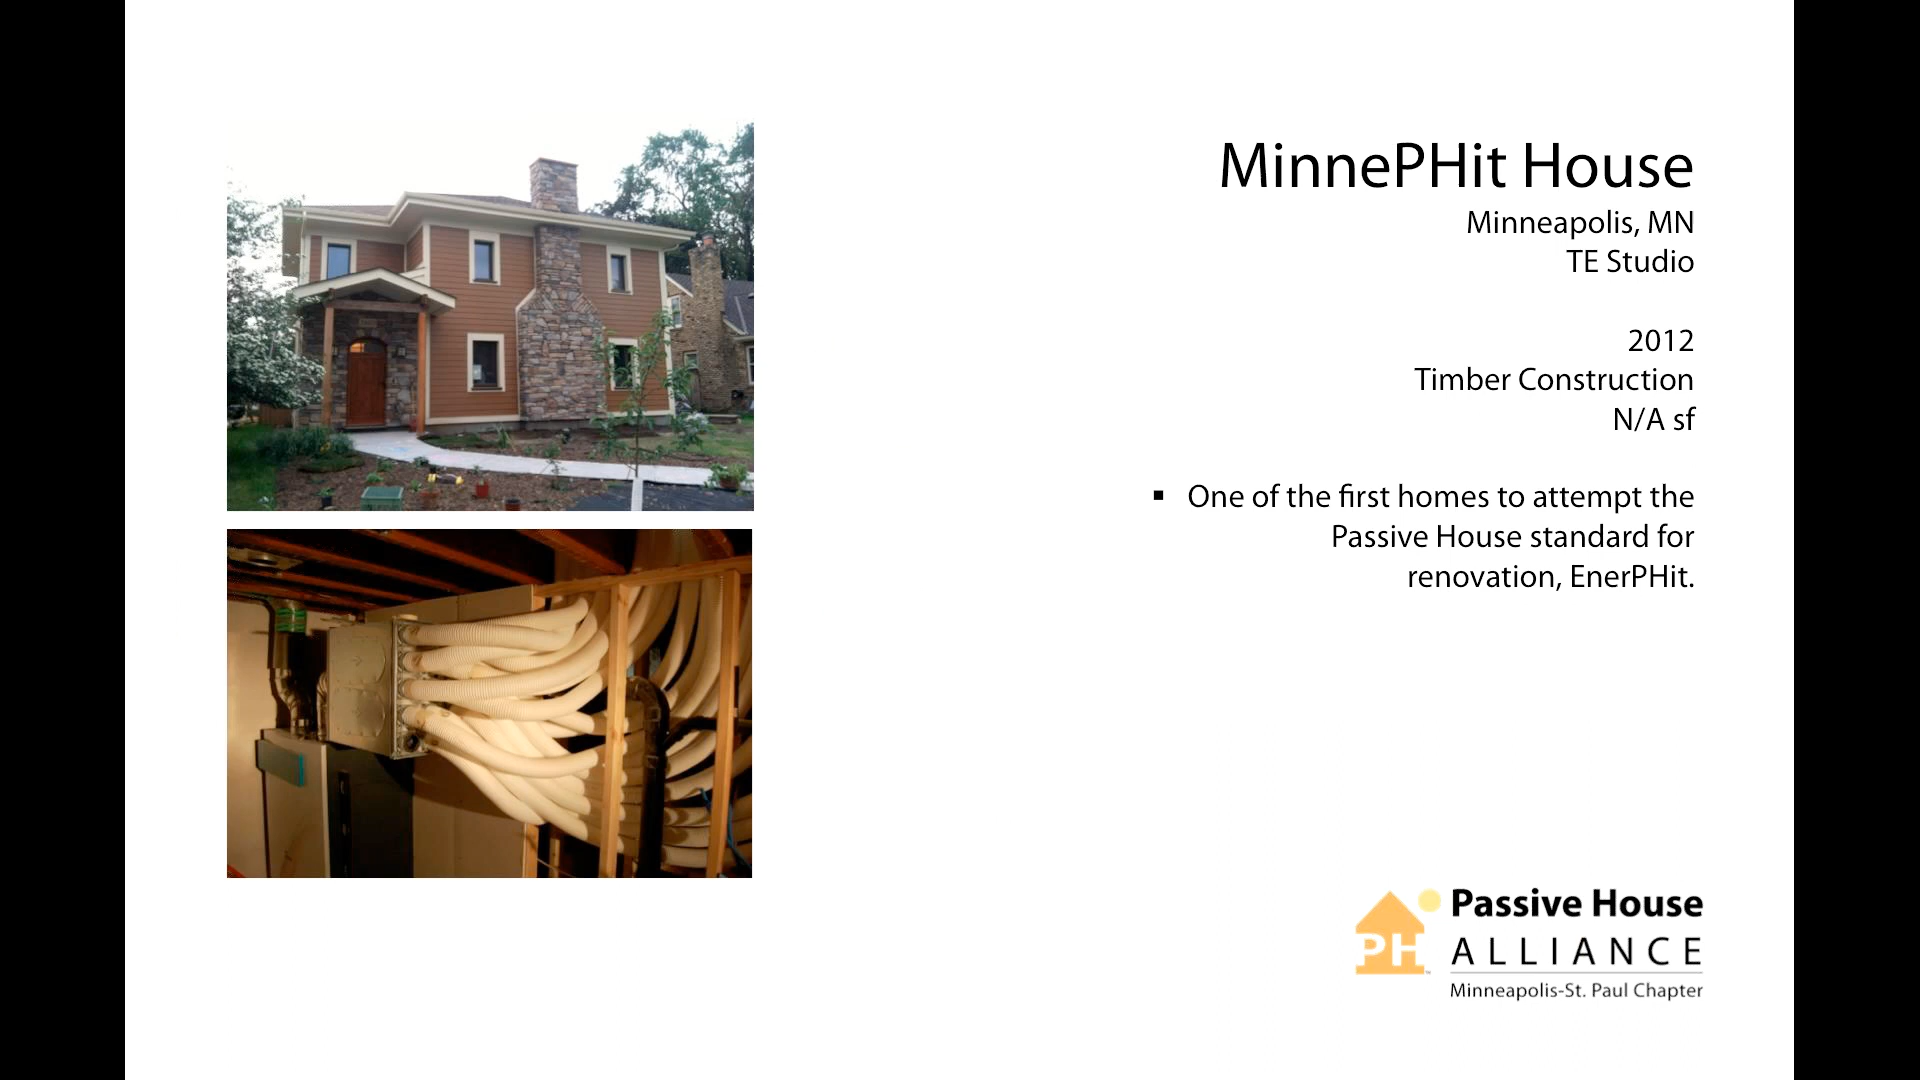 MinnePHit House
Minneapolis, MN
TE Studio
2012
Timber Construction
N/A sf
▪ One of the first homes to attempt the
Passive House standard for
renovation, EnerPHit.
PH
Passive House
ALLIANCE
Minneapolis-St. Paul Chapter